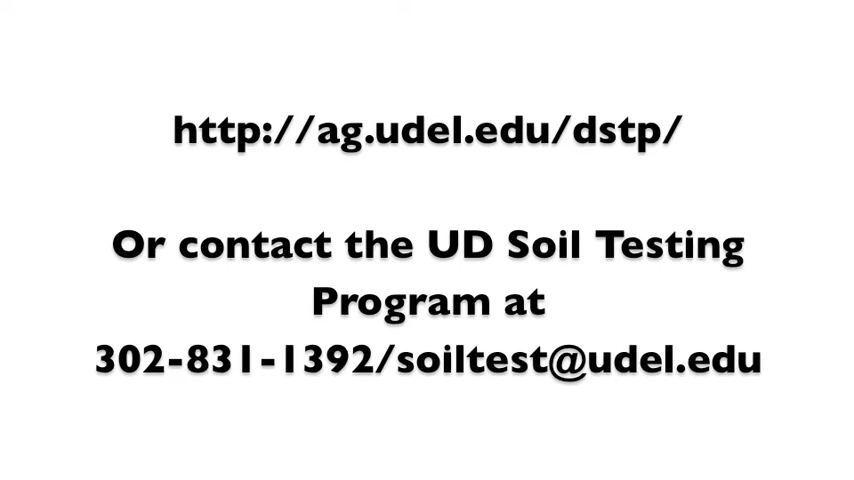 http://ag.udel.edu/dstp/
Or contact the UD Soil Testing
Program at
302-831-1392/soiltest@udel.edu